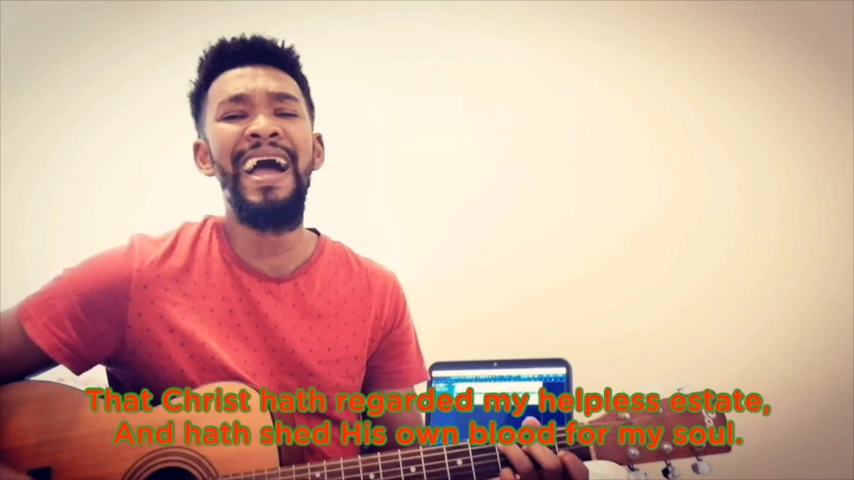 That Christ hath regarded my helpless estate,
And hath shed His own blood for my soul.